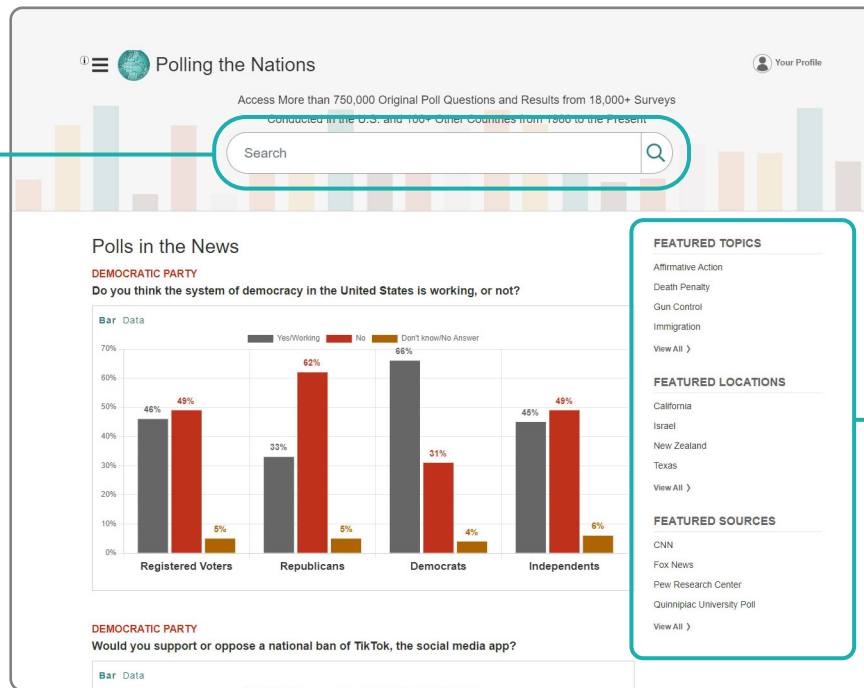 Polling the Nations
Your Profile
Access More than 750,000 Original Poll Questions and Results from 18,000+ Surveys
Conducted in the U.S. and 100+ Other Countries from 1986 to the Present
Search
Polls in the News
DEMOCRATIC PARTY
Do you think the system of democracy in the United States is working, or not?
Bar Data
Yes/Working No Don't know/No Answer
70%
60%
50%
40%
30%
20%
10%
0%
46% 49% 5%
33% 62% 5%
66% 31% 4%
45% 49% 6%
Registered Voters Republicans Democrats Independents
DEMOCRATIC PARTY
Would you support or oppose a national ban of TikTok, the social media app?
Bar Data
FEATURED TOPICS
Affirmative Action
Death Penalty
Gun Control
Immigration
View All ❭
FEATURED LOCATIONS
California
Israel
New Zealand
Texas
View All ❭
FEATURED SOURCES
CNN
Fox News
Pew Research Center
Quinnipiac University Poll
View All ❭